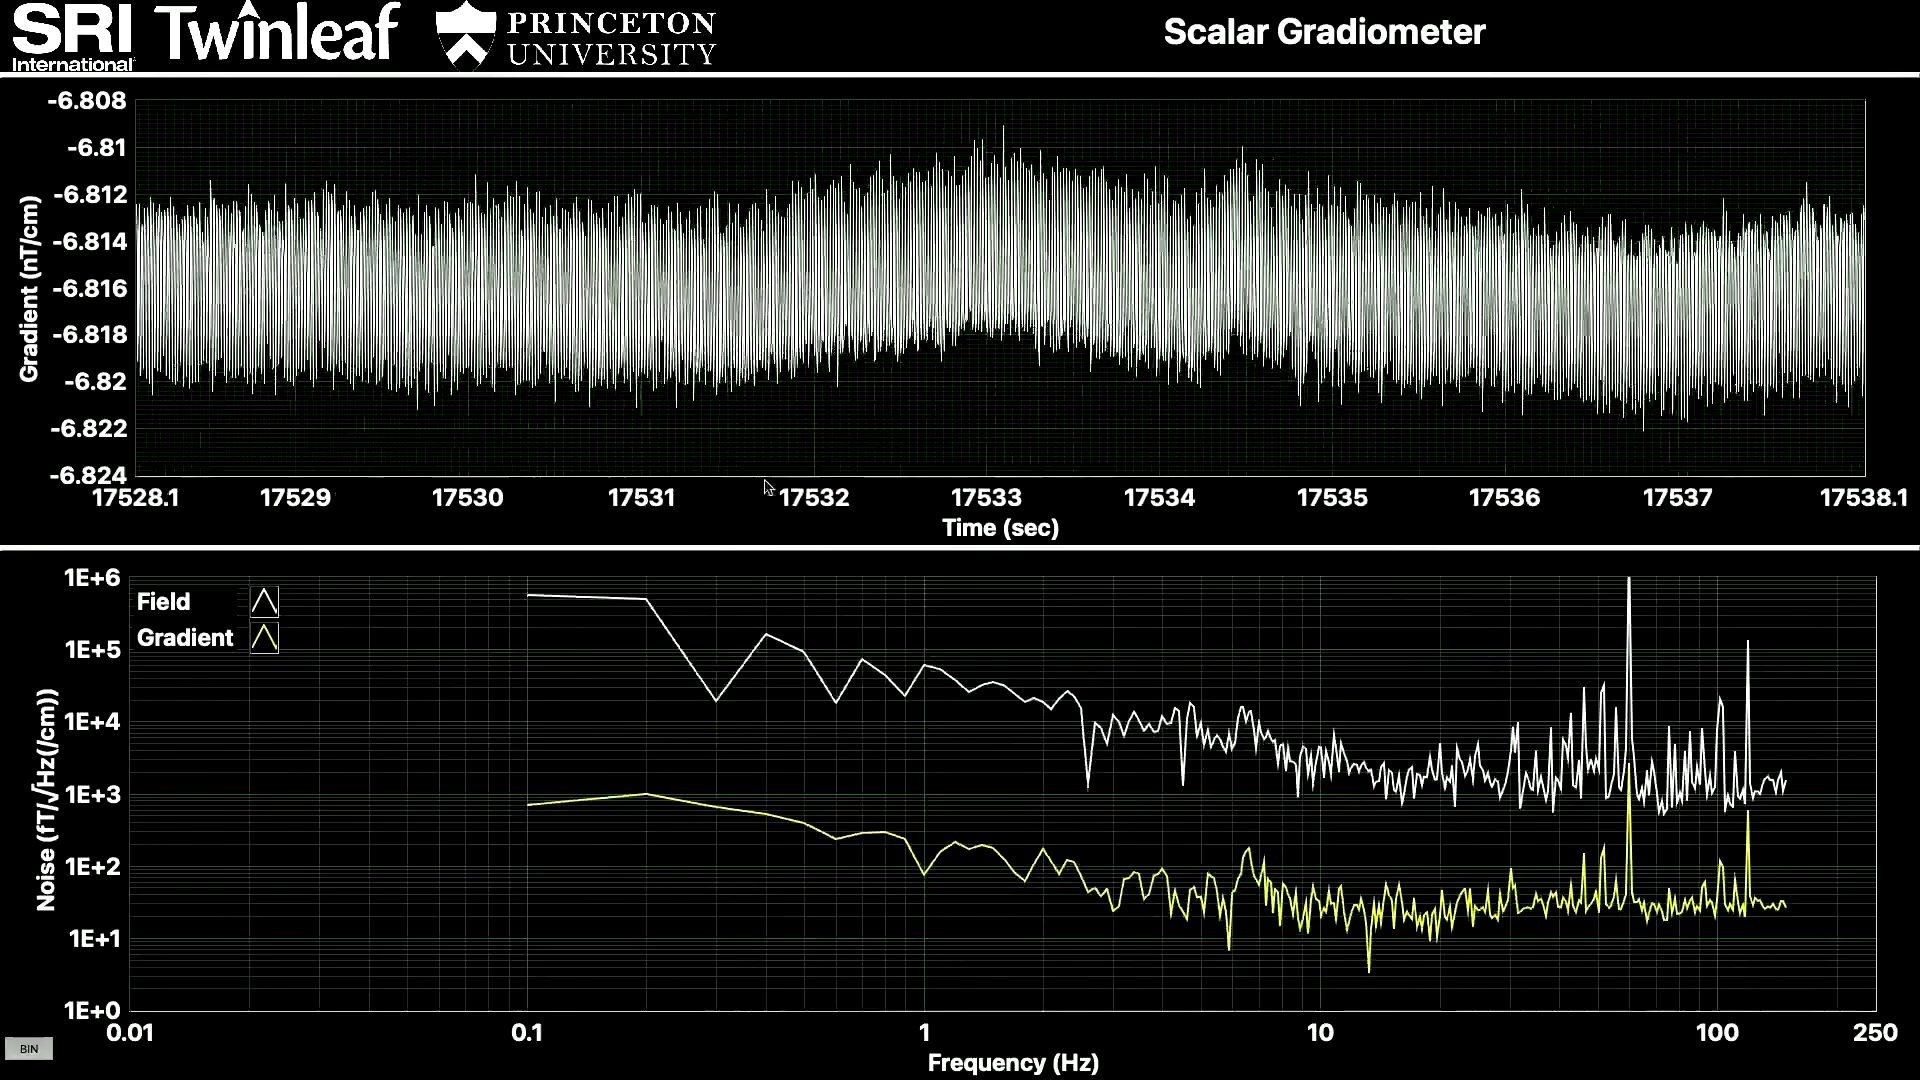 SRI
International
Twinleaf
PRINCETON
UNIVERSITY
Scalar Gradiometer
Gradient (nT/cm)
-6.808
-6.81
-6.812
-6.814
-6.816
-6.818
-6.82
-6.822
-6.824
17528.1 17529 17530 17531 17532 17533 17534 17535 17536 17537 17538.1
Time (sec)
Noise (fT/√Hz(/cm))
Field
Gradient
1E+6
1E+5
1E+4
1E+3
1E+2
1E+1
1E+0
0.01 0.1 1 10 100 250
Frequency (Hz)
BIN